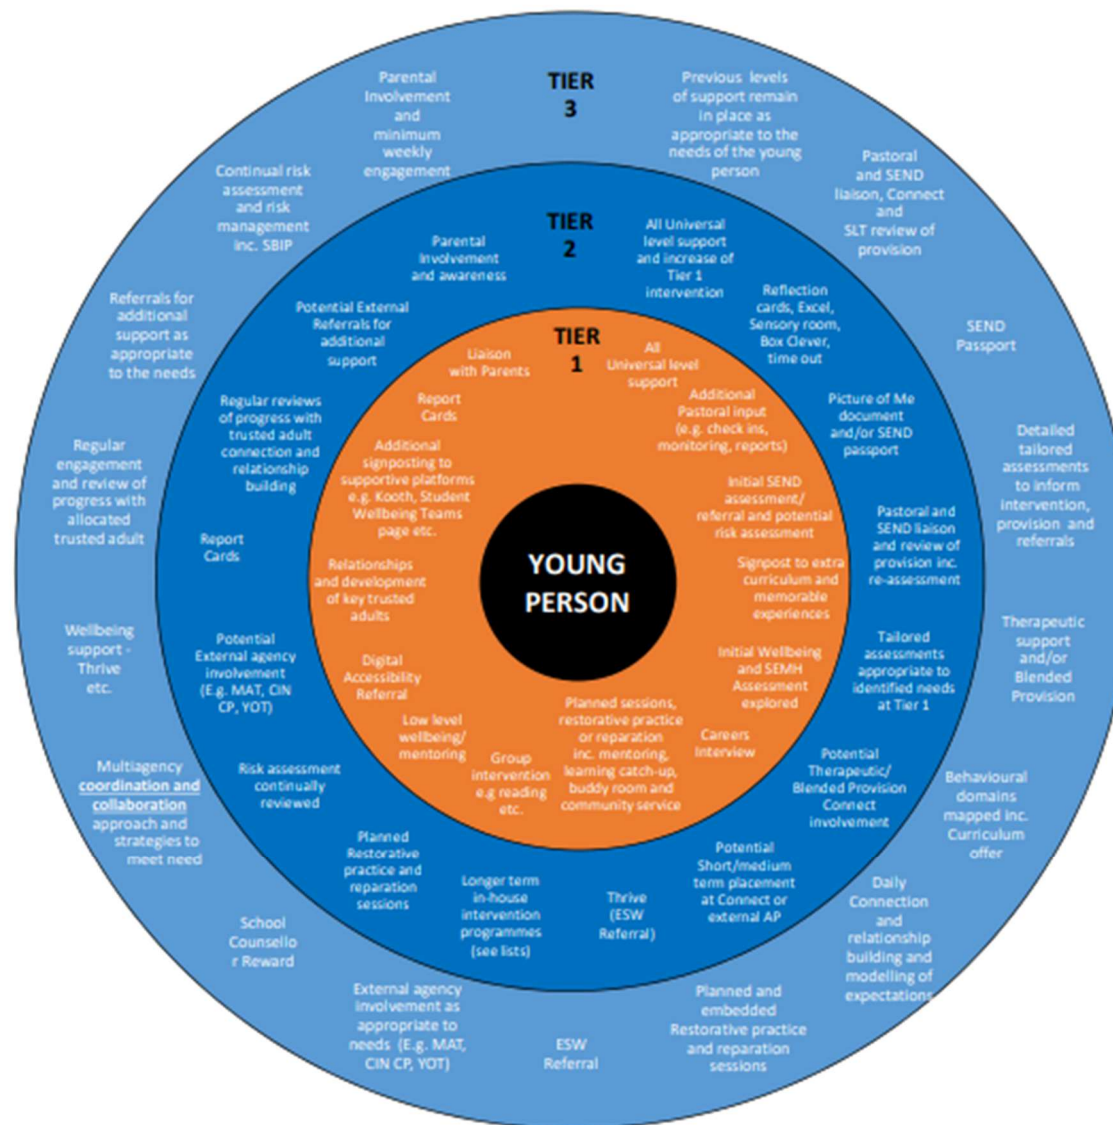 TIER
3
Previous levels
of support remain
in place as
appropriate to the
needs of the young
person
Pastoral
and SEND
liaison, Connect
and
SLT review of
provision
SEND
Passport
Detailed
tailored
assessments
to inform
intervention,
provision and
referrals
Therapeutic
support
and/or
Blended
Provision
Behavioural
domains
mapped inc.
Curriculum
offer
Daily
Connection
and
relationship
building and
modelling of
expectations
Planned and
embedded
Restorative practice
and reparation
sessions
ESW
Referral
External agency
involvement as
appropriate to
needs (E.g. MAT,
CIN CP, YOT)
School
Counsello
r Reward
Multiagency
coordination and
collaboration
approach and
strategies to
meet need
Wellbeing
support -
Thrive
etc.
Regular
engagement
and review of
progress with
allocated
trusted adult
Referrals for
additional
support as
appropriate
to the needs
Continual risk
assessment
and risk
management
inc. SBIP
Parental
Involvement
and
minimum
weekly
engagement
TIER
2
All Universal
level support
and increase of
Tier 1
intervention
Reflection
cards, Excel,
Sensory room,
Box Clever,
time out
Picture of Me
document
and/or SEND
passport
Pastoral and
SEND liaison
and review of
provision inc.
re-assessment
Tailored
assessments
appropriate to
identified needs
at Tier 1
Potential
Therapeutic/
Blended Provision
Connect
involvement
Potential
Short/medium
term placement
at Connect or
external AP
Thrive
(ESW
Referral)
Longer term
in-house
intervention
programmes
(see lists)
Planned
Restorative
practice and
reparation
sessions
Risk assessment
continually
reviewed
Potential
External agency
involvement
(E.g. MAT, CIN
CP, YOT)
Report
Cards
Regular reviews
of progress with
trusted adult
connection and
relationship
building
Potential External
Referrals for
additional
support
Parental
Involvement
and awareness
TIER
1
All
Universal level
support
Additional
Pastoral input
(e.g. check ins,
monitoring, reports)
Initial SEND
assessment/
referral and potential
risk assessment
Signpost to extra
curriculum and
memorable
experiences
Initial Wellbeing
and SEMH
Assessment
explored
Careers
Interview
Planned sessions,
restorative practice
or reparation
inc. mentoring,
learning catch-up,
buddy room and
community service
Group
intervention
e.g reading
etc.
Low level
wellbeing/
mentoring
Digital
Accessibility
Referral
Relationships
and development
of key trusted
adults
Additional
signposting to
supportive platforms
e.g. Kooth, Student
Wellbeing Teams
page etc.
Report
Cards
Liaison
with Parents
YOUNG
PERSON